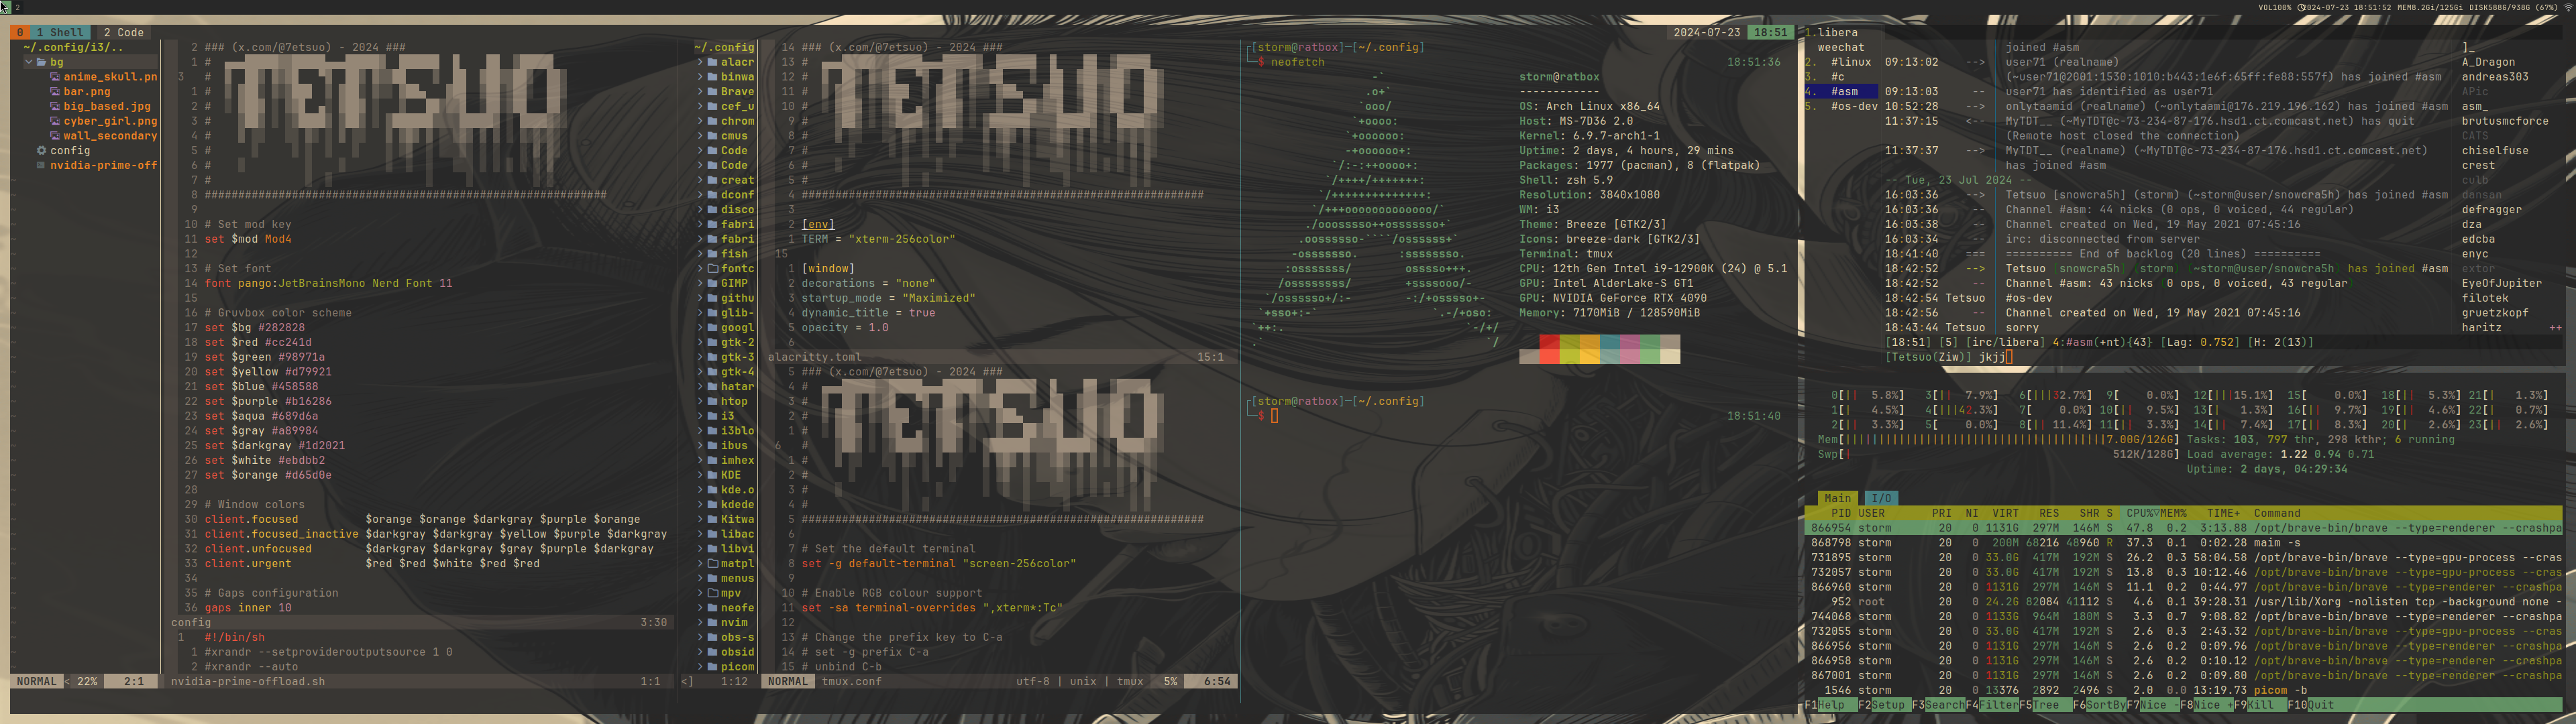 2
VOL100% 2024-07-23 18:51:52 MEM8.2Gi/125Gi DISK588G/938G (67%)
0 1 Shell 2 Code
~/.config/i3/..
bg
anime_skull.pn
bar.png
big_based.jpg
cyber_girl.png
wall_secondary
config
nvidia-prime-off
NORMAL < 22% 2:1
2 ### (x.com/@7etsuo) - 2024 ###
1 #
3 #
TETSUO
1 #
2 #
3 #
4 #
5 #
6 #
7 #
8 ############################################################
9
10 # Set mod key
11 set $mod Mod4
12
13 # Set font
14 font pango:JetBrainsMono Nerd Font 11
15
16 # Gruvbox color scheme
17 set $bg #282828
18 set $red #cc241d
19 set $green #98971a
20 set $yellow #d79921
21 set $blue #458588
22 set $purple #b16286
23 set $aqua #689d6a
24 set $gray #a89984
25 set $darkgray #1d2021
26 set $white #ebdbb2
27 set $orange #d65d0e
28
29 # Window colors
30 client.focused $orange $orange $darkgray $purple $orange
31 client.focused_inactive $darkgray $darkgray $yellow $purple $darkgray
32 client.unfocused $darkgray $darkgray $gray $purple $darkgray
33 client.urgent $red $red $white $red $red
34
35 # Gaps configuration
36 gaps inner 10
config 3:30
1 #!/bin/sh
1 #xrandr --setprovideroutputsource 1 0
2 #xrandr --auto
nvidia-prime-offload.sh 1:1
~/.config
alacr
binwa
Brave
cef_u
chrom
cmus
Code
Code
creat
dconf
disco
fabri
fabri
fish
fontc
GIMP
githu
glib-
googl
gtk-2
gtk-3
gtk-4
hatar
htop
i3
i3blo
ibus
imhex
KDE
kde.o
kdede
Kitwa
libac
libvi
matpl
menus
mpv
neofe
nvim
obs-s
obsid
picom
<] 1:12
14 ### (x.com/@7etsuo) - 2024 ###
13 #
12 #
11 #
10 #
9 #
8 #
7 #
6 #
5 #
TETSUO
4 ############################################################
3
2 [env]
1 TERM = "xterm-256color"
15
1 [window]
2 decorations = "none"
3 startup_mode = "Maximized"
4 dynamic_title = true
5 opacity = 1.0
6
alacritty.toml 15:1
5 ### (x.com/@7etsuo) - 2024 ###
4 #
3 #
2 #
1 #
6 #
1 #
2 #
3 #
4 #
TETSUO
5 ############################################################
6
7 # Set the default terminal
8 set -g default-terminal "screen-256color"
9
10 # Enable RGB colour support
11 set -sa terminal-overrides ",xterm*:Tc"
12
13 # Change the prefix key to C-a
14 # set -g prefix C-a
15 # unbind C-b
NORMAL tmux.conf utf-8 | unix | tmux 5% 6:54
2024-07-23 18:51
[storm@ratbox]-[~/.config]
$ neofetch 18:51:36
storm@ratbox
------------
OS: Arch Linux x86_64
Host: MS-7D36 2.0
Kernel: 6.9.7-arch1-1
Uptime: 2 days, 4 hours, 29 mins
Packages: 1977 (pacman), 8 (flatpak)
Shell: zsh 5.9
Resolution: 3840x1080
WM: i3
Theme: Breeze [GTK2/3]
Icons: breeze-dark [GTK2/3]
Terminal: tmux
CPU: 12th Gen Intel i9-12900K (24) @ 5.1
GPU: Intel AlderLake-S GT1
GPU: NVIDIA GeForce RTX 4090
Memory: 7170MiB / 128590MiB
[storm@ratbox]-[~/.config]
$ 18:51:40
1.libera
weechat
2. #linux
3. #c
4. #asm
5. #os-dev
joined #asm
09:13:02 --> user71 (realname)
(~user71@2001:1530:1010:b443:1e6f:65ff:fe88:557f) has joined #asm
09:13:03 -- user71 has identified as user71
10:52:28 --> onlytaamid (realname) (~onlytaami@176.219.196.162) has joined #asm
11:37:15 <-- MyTDT__ (~MyTDT@c-73-234-87-176.hsd1.ct.comcast.net) has quit
(Remote host closed the connection)
11:37:37 --> MyTDT__ (realname) (~MyTDT@c-73-234-87-176.hsd1.ct.comcast.net)
has joined #asm
-- Tue, 23 Jul 2024 --
16:03:36 --> Tetsuo [snowcra5h] (storm) (~storm@user/snowcra5h) has joined #asm
16:03:36 -- Channel #asm: 44 nicks (0 ops, 0 voiced, 44 regular)
16:03:38 -- Channel created on Wed, 19 May 2021 07:45:16
16:03:34 -- irc: disconnected from server
18:41:40 === ========== End of backlog (20 lines) ==========
18:42:52 --> Tetsuo [snowcra5h] (storm) (~storm@user/snowcra5h) has joined #asm
18:42:52 -- Channel #asm: 43 nicks (0 ops, 0 voiced, 43 regular)
18:42:54 Tetsuo #os-dev
18:42:56 -- Channel created on Wed, 19 May 2021 07:45:16
18:43:44 Tetsuo sorry
[18:51] [5] [irc/libera] 4:#asm(+nt){43} [Lag: 0.752] [H: 2(13)]
[Tetsuo(Ziw)] jkjj
]_
A_Dragon
andreas303
APic
asm_
brutusmcforce
CATS
chiselfuse
crest
culb
danson
defragger
dza
edcba
enyc
extor
EyeOfJupiter
filotek
gruetzkopf
haritz ++
0[|| 5.8%] 3[|| 7.9%] 6[|||32.7%] 9[ 0.0%] 12[|||15.1%] 15[ 0.0%] 18[|| 5.3%] 21[| 1.3%]
1[| 4.5%] 4[|||42.3%] 7[ 0.0%] 10[|| 9.5%] 13[| 1.3%] 16[|| 9.7%] 19[|| 4.6%] 22[| 0.7%]
2[|| 3.3%] 5[ 0.0%] 8[|| 11.4%] 11[|| 3.3%] 14[|| 7.4%] 17[|| 8.3%] 20[| 2.6%] 23[|| 2.6%]
Mem[7.00G/126G] Tasks: 103, 797 thr, 298 kthr; 6 running
Swp[| 512K/128G] Load average: 1.22 0.94 0.71
Uptime: 2 days, 04:29:34
Main I/O
PID USER PRI NI VIRT RES SHR S CPU%▽MEM% TIME+ Command
866954 storm 20 0 1131G 297M 146M S 47.8 0.2 3:13.88 /opt/brave-bin/brave --type=renderer --crashpa
868798 storm 20 0 200M 68216 48960 R 37.3 0.1 0:02.28 maim -s
731895 storm 20 0 33.0G 417M 192M S 26.2 0.3 58:04.58 /opt/brave-bin/brave --type=gpu-process --cras
732057 storm 20 0 33.0G 417M 192M S 13.8 0.3 10:12.46 /opt/brave-bin/brave --type=gpu-process --cras
866960 storm 20 0 1131G 297M 146M S 11.1 0.2 0:44.97 /opt/brave-bin/brave --type=renderer --crashpa
952 root 20 0 24.2G 82084 41112 S 4.6 0.1 39:28.31 /usr/lib/Xorg -nolisten tcp -background none -
744068 storm 20 0 1133G 964M 180M S 3.3 0.7 9:08.82 /opt/brave-bin/brave --type=renderer --crashpa
732055 storm 20 0 33.0G 417M 192M S 2.6 0.3 2:43.32 /opt/brave-bin/brave --type=gpu-process --cras
866956 storm 20 0 1131G 297M 146M S 2.6 0.2 0:09.96 /opt/brave-bin/brave --type=renderer --crashpa
866958 storm 20 0 1131G 297M 146M S 2.6 0.2 0:10.12 /opt/brave-bin/brave --type=renderer --crashpa
867001 storm 20 0 1131G 297M 146M S 2.6 0.2 0:09.80 /opt/brave-bin/brave --type=renderer --crashpa
1546 storm 20 0 13376 2892 2496 S 2.0 0.0 13:19.73 picom -b
F1Help F2Setup F3SearchF4FilterF5Tree F6SortByF7Nice -F8Nice +F9Kill F10Quit